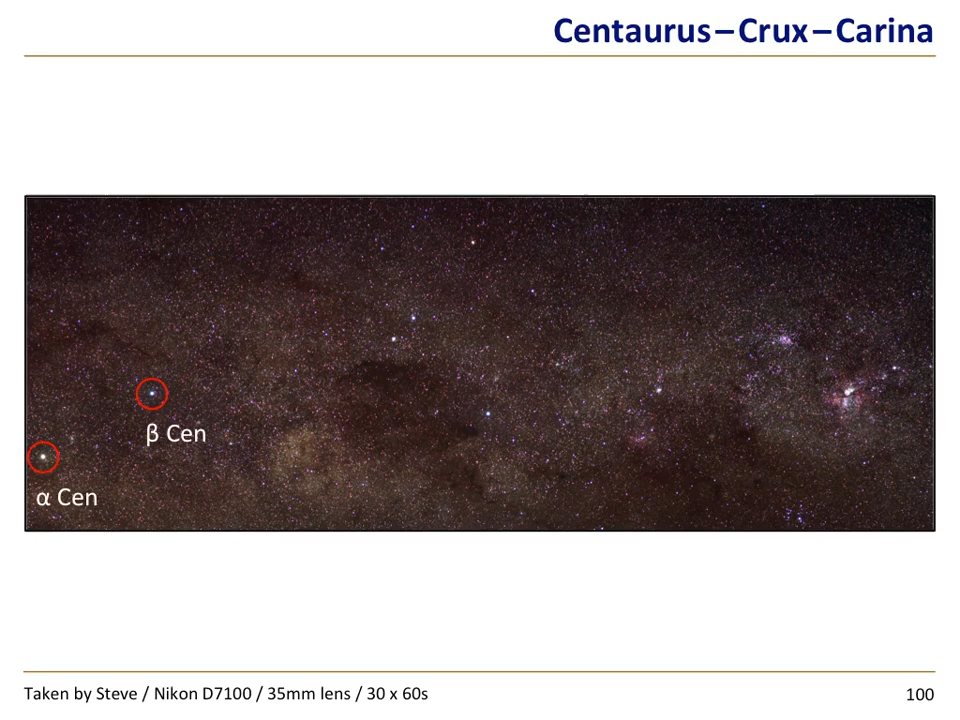 Centaurus – Crux – Carina
β Cen
α Cen
Taken by Steve / Nikon D7100 / 35mm lens / 30 x 60s
100